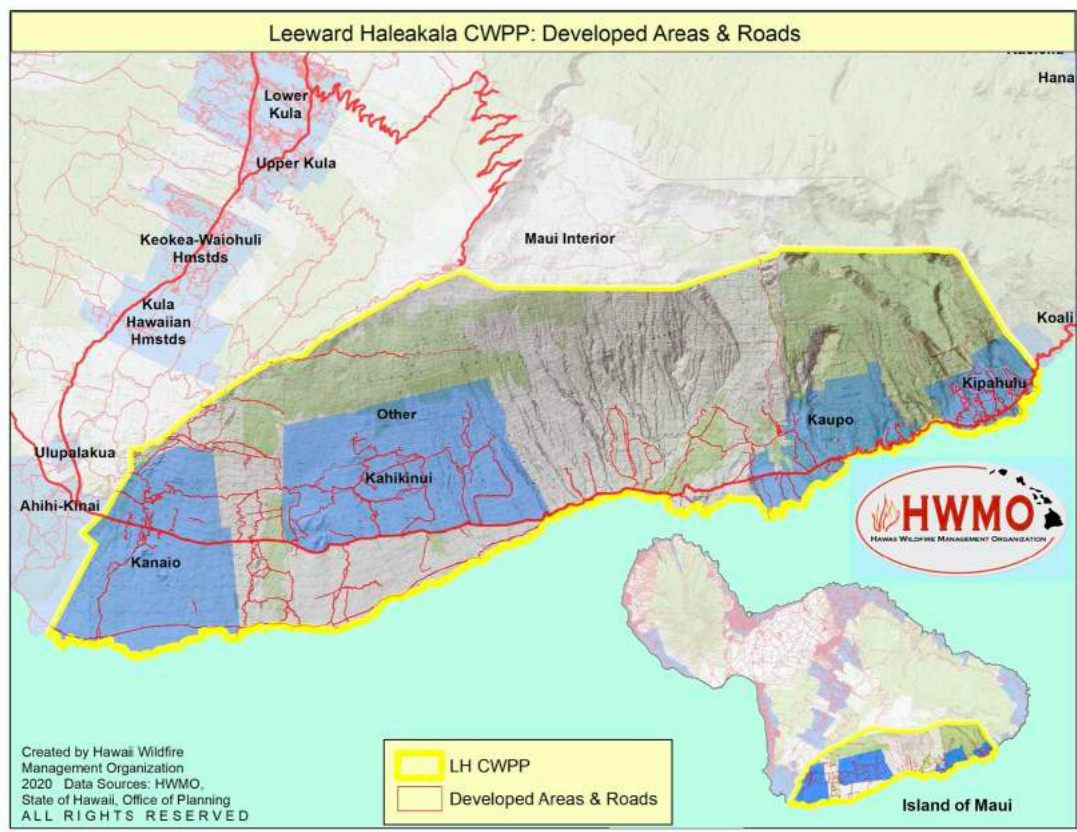 Leeward Haleakala CWPP: Developed Areas & Roads
Hana
Lower
Kula
Upper Kula
Keokea-Waiohuli
Hmstds
Maui Interior
Kula
Hawaiian
Hmstds
Koali
Kipahulu
Other
Kaupo
Ulupalakua
Kahikinui
Ahihi-Kinai
Kanaio
HWMO
HAWAII WILDFIRE MANAGEMENT ORGANIZATION
Created by Hawaii Wildfire
Management Organization
2020 Data Sources: HWMO,
State of Hawaii, Office of Planning
ALL RIGHTS RESERVED
LH CWPP
Developed Areas & Roads
Island of Maui